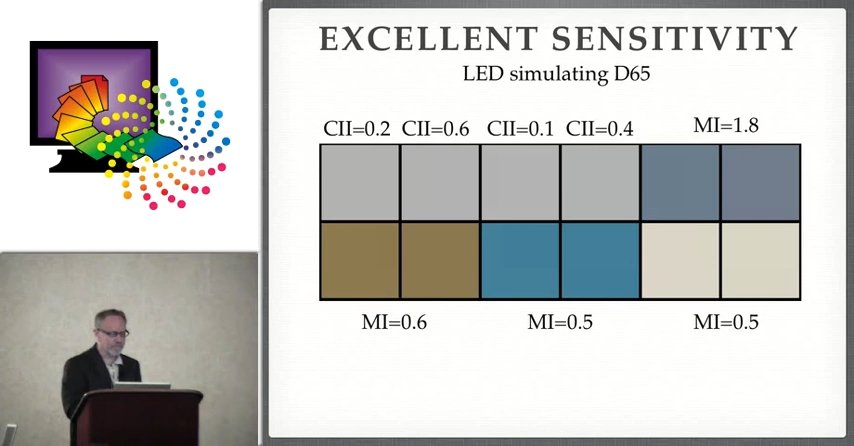 EXCELLENT SENSITIVITY
LED simulating D65
CII=0.2 CII=0.6 CII=0.1 CII=0.4 MI=1.8
MI=0.6 MI=0.5 MI=0.5